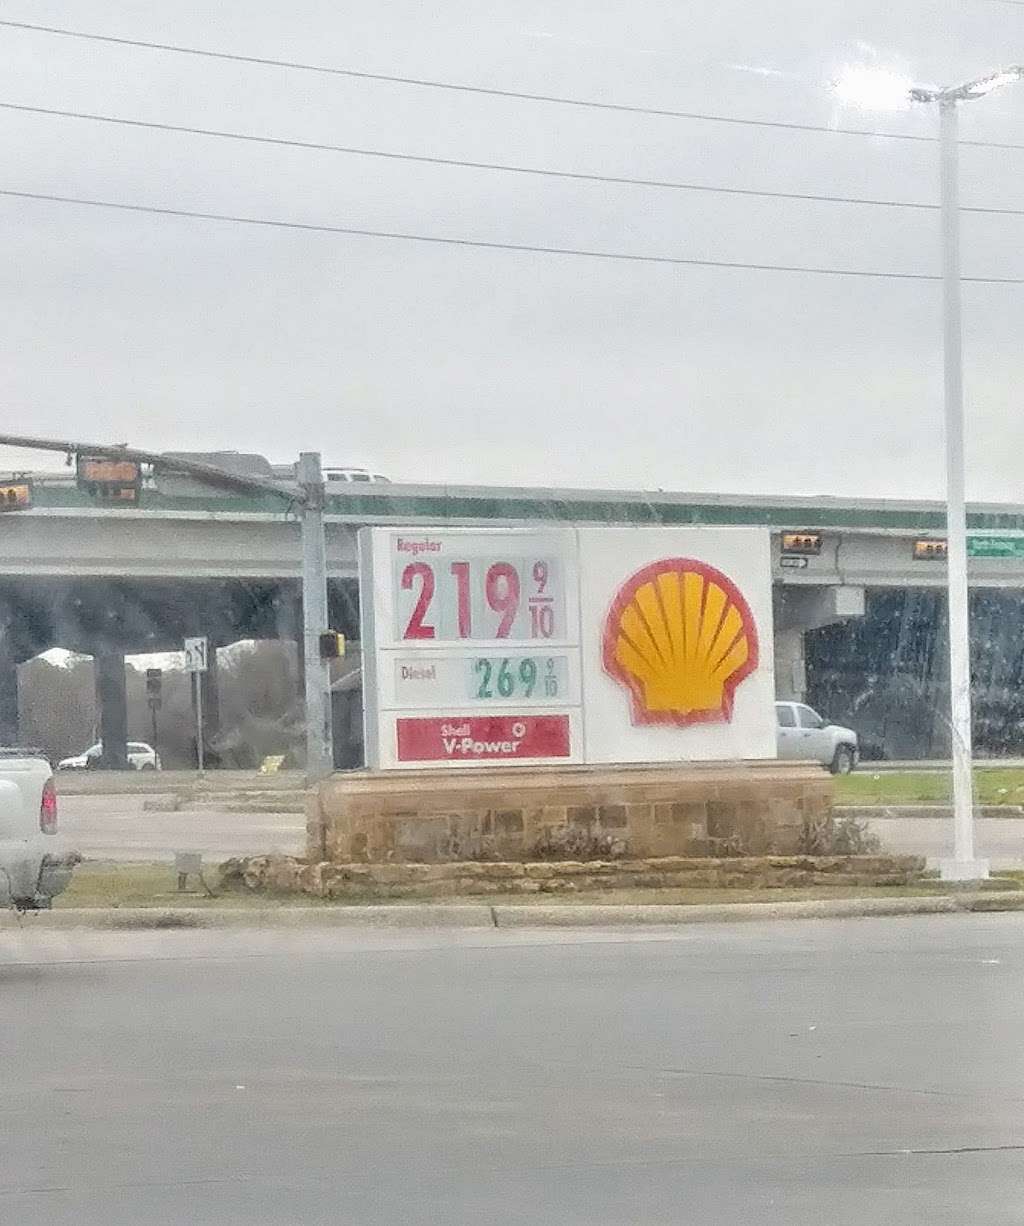 Regular
219 9/10
Diesel
269 9/10
Shell
V-Power